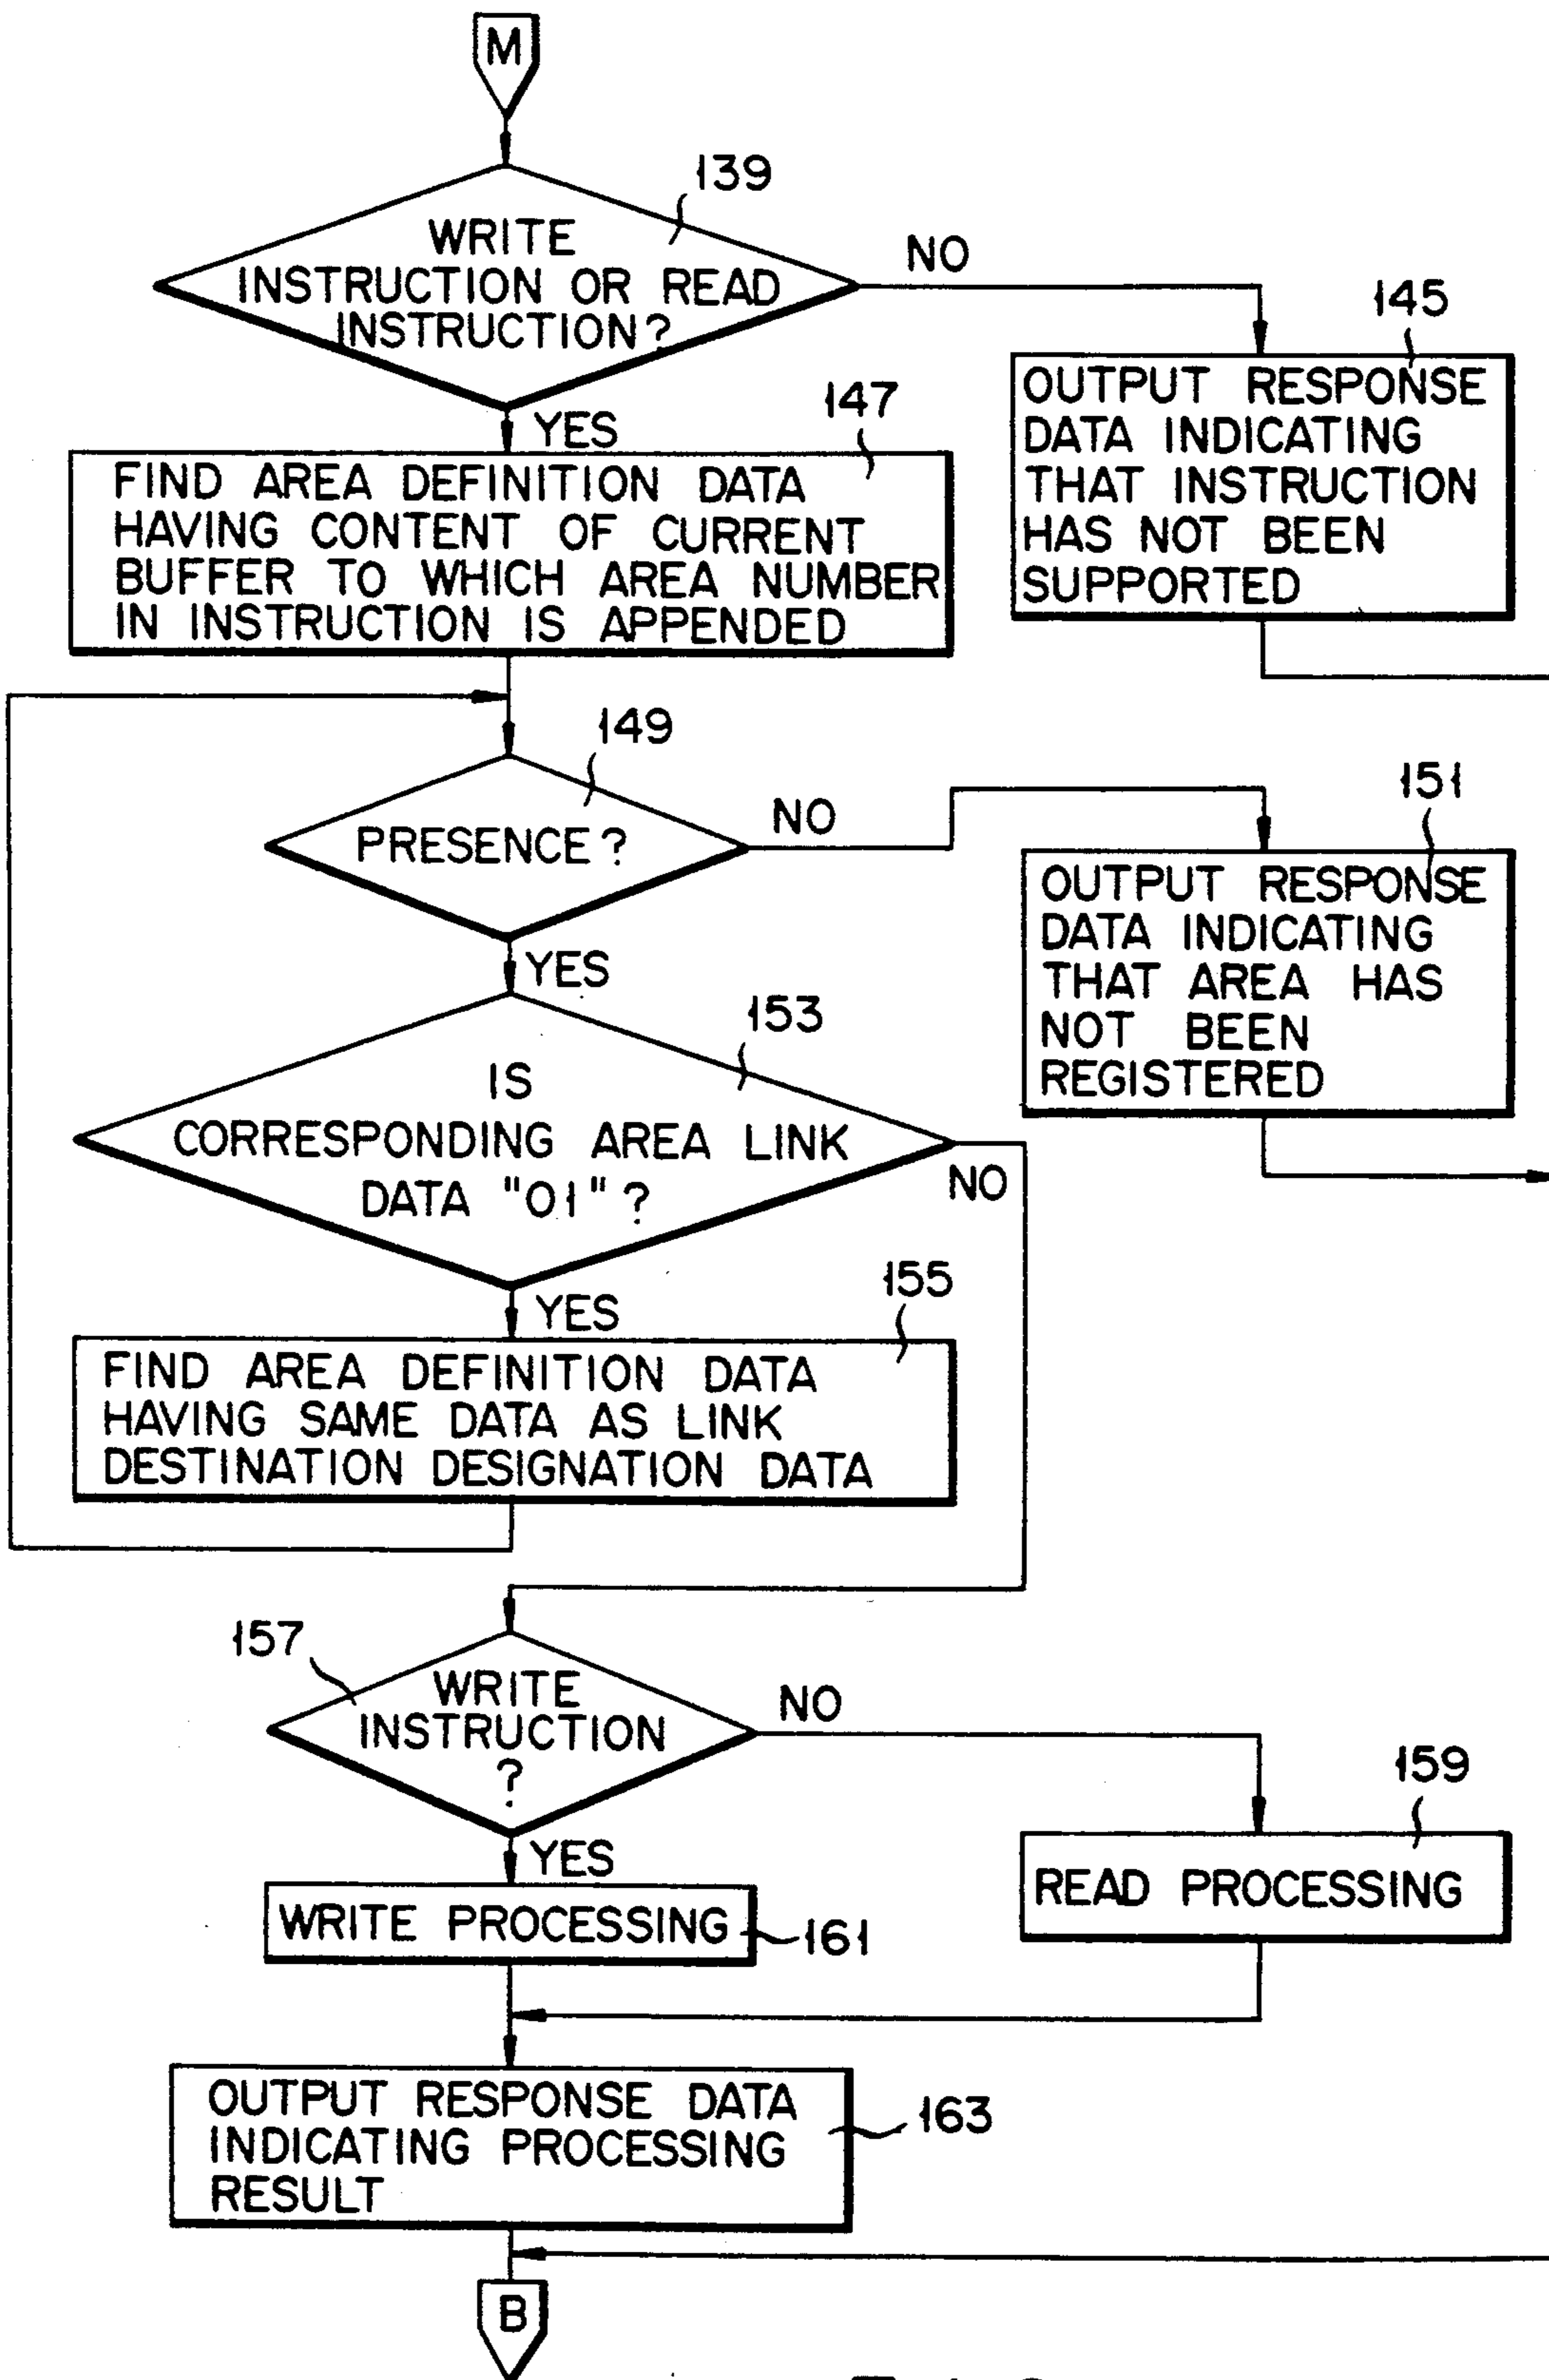 M
139
WRITE
INSTRUCTION OR READ
INSTRUCTION?
NO
145
OUTPUT RESPONSE
DATA INDICATING
THAT INSTRUCTION
HAS NOT BEEN
SUPPORTED
YES
147
FIND AREA DEFINITION DATA
HAVING CONTENT OF CURRENT
BUFFER TO WHICH AREA NUMBER
IN INSTRUCTION IS APPENDED
149
PRESENCE?
NO
151
OUTPUT RESPONSE
DATA INDICATING
THAT AREA HAS
NOT BEEN
REGISTERED
YES
153
IS
CORRESPONDING AREA LINK
DATA "01"?
NO
YES
155
FIND AREA DEFINITION DATA
HAVING SAME DATA AS LINK
DESTINATION DESIGNATION DATA
157
WRITE
INSTRUCTION
?
NO
159
READ PROCESSING
YES
WRITE PROCESSING
161
OUTPUT RESPONSE DATA
INDICATING PROCESSING
RESULT
163
B